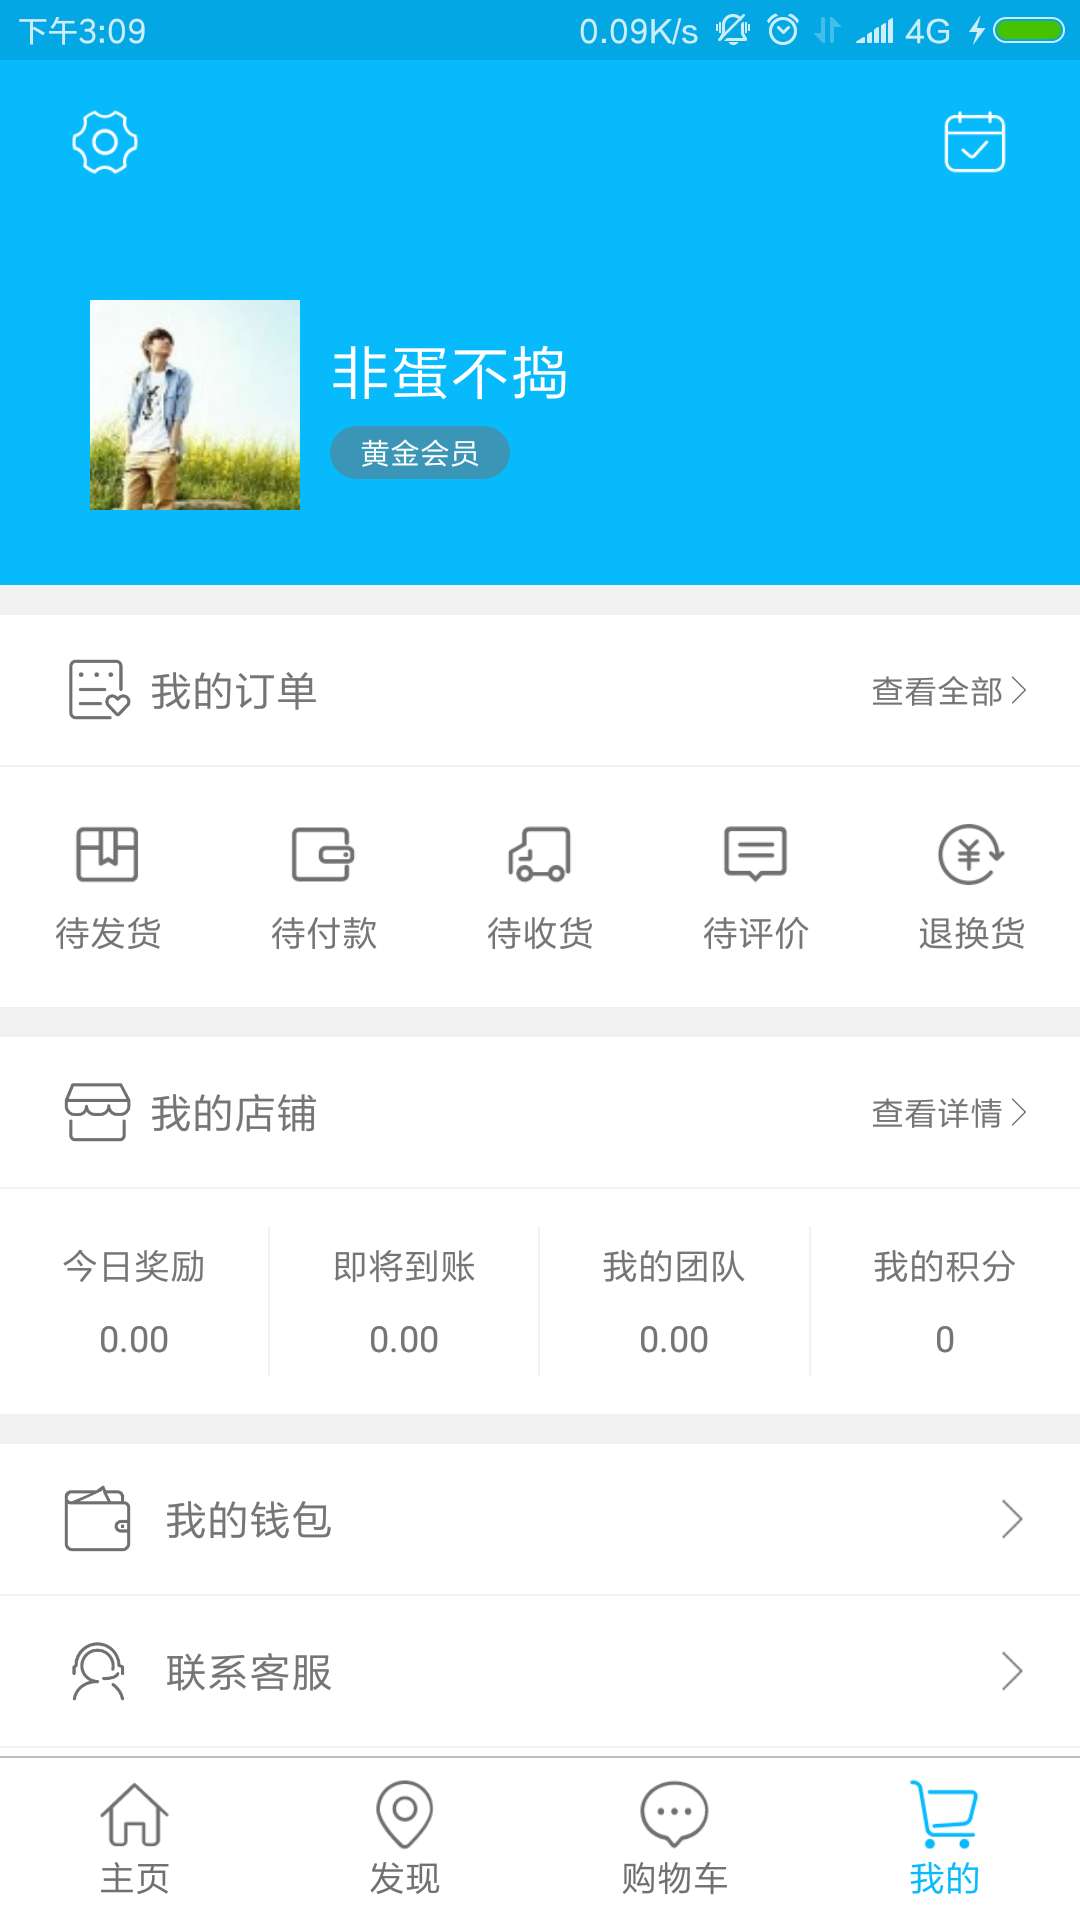 下午3:09 0.09K/s 4G
非蛋不捣
黄金会员
我的订单 查看全部
待发货 待付款 待收货 待评价 退换货
我的店铺 查看详情
今日奖励 即将到账 我的团队 我的积分
0.00 0.00 0.00 0
我的钱包
联系客服
主页 发现 购物车 我的